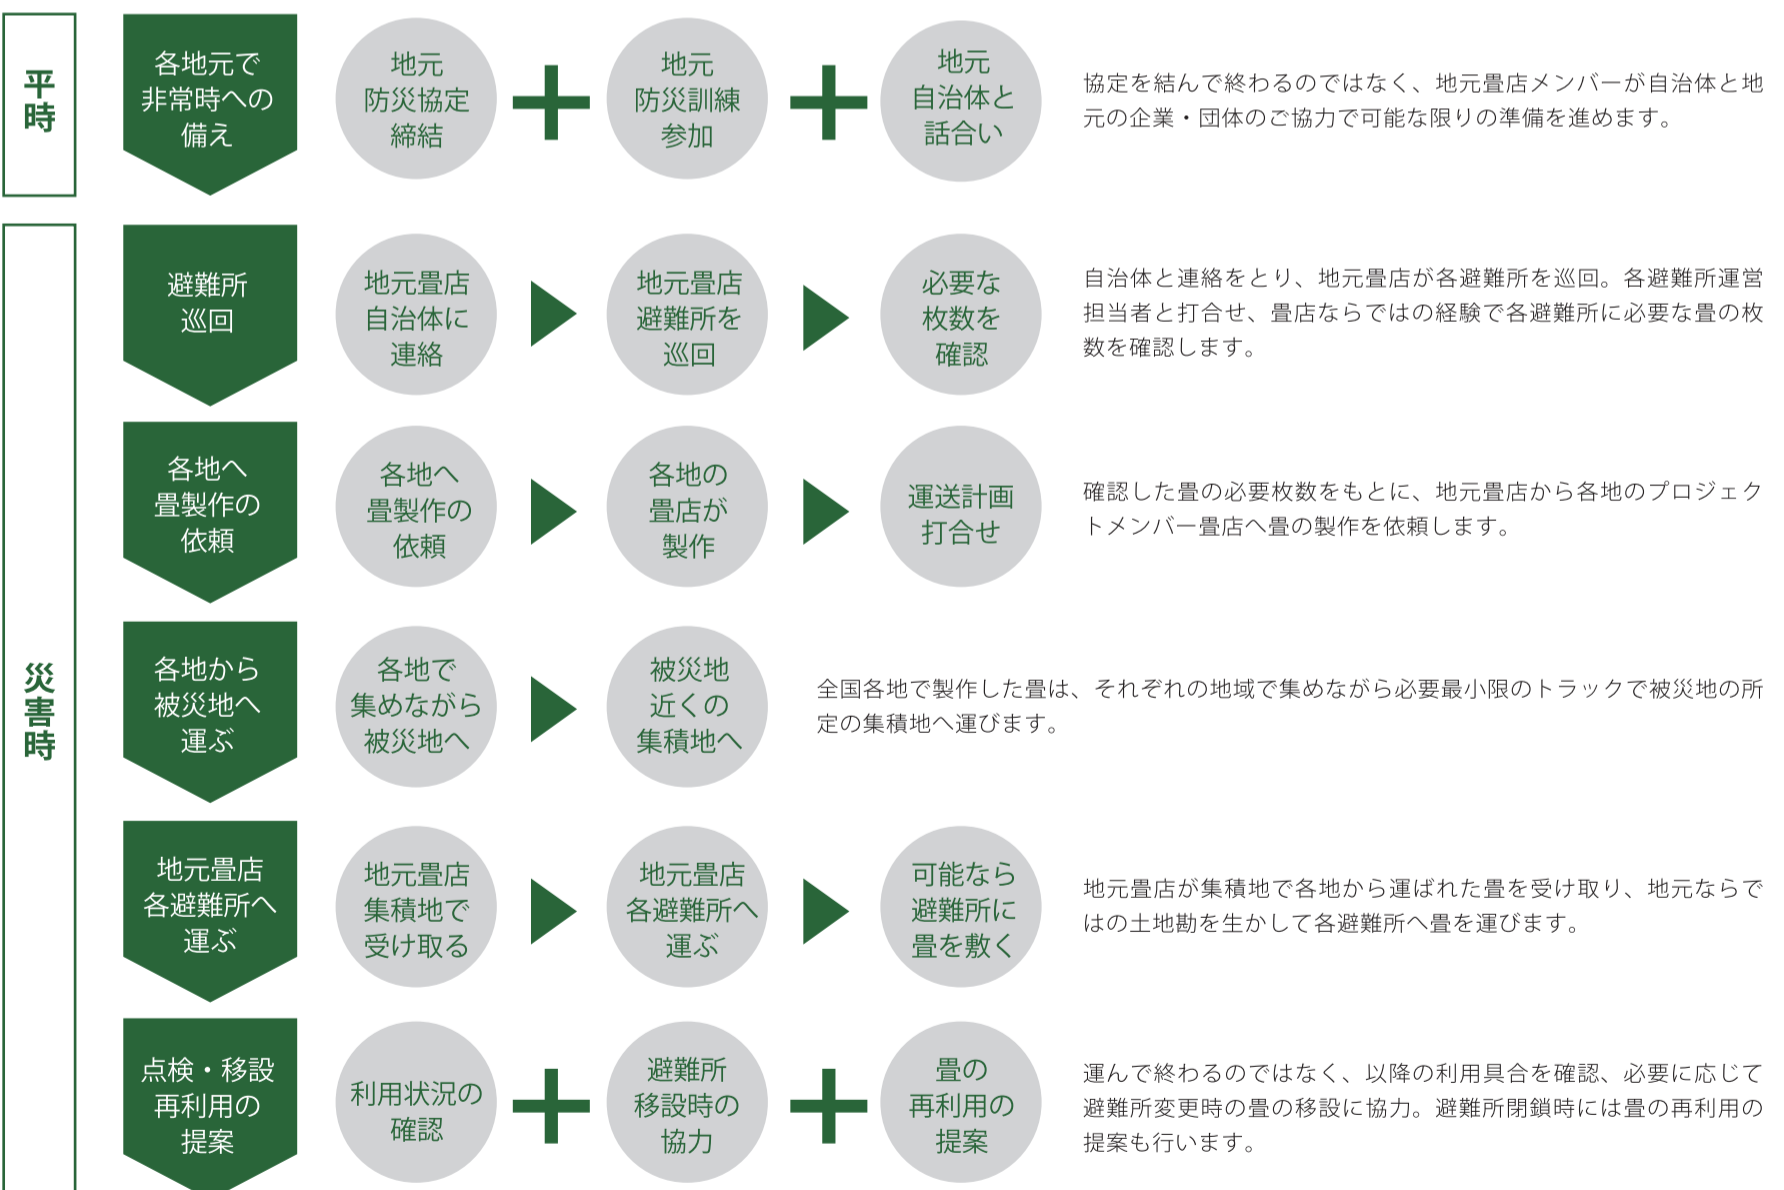 平時
各地元で
非常時への
備え
地元
防災協定
締結
地元
防災訓練
参加
地元
自治体と
話合い
協定を結んで終わるのではなく、地元畳店メンバーが自治体と地
元の企業・団体のご協力で可能な限りの準備を進めます。
災害時
避難所
巡回
地元畳店
自治体に
連絡
地元畳店
避難所を
巡回
必要な
枚数を
確認
自治体と連絡をとり、地元畳店が各避難所を巡回。各避難所運営
担当者と打合せ、畳店ならではの経験で各避難所に必要な畳の枚
数を確認します。
各地へ
畳製作の
依頼
各地へ
畳製作の
依頼
各地の
畳店が
製作
運送計画
打合せ
確認した畳の必要枚数をもとに、地元畳店から各地のプロジェク
トメンバー畳店へ畳の製作を依頼します。
各地から
被災地へ
運ぶ
各地で
集めながら
被災地へ
被災地
近くの
集積地へ
全国各地で製作した畳は、それぞれの地域で集めながら必要最小限のトラックで被災地の所
定の集積地へ運びます。
地元畳店
各避難所へ
運ぶ
地元畳店
集積地で
受け取る
地元畳店
各避難所へ
運ぶ
可能なら
避難所に
畳を敷く
地元畳店が集積地で各地から運ばれた畳を受け取り、地元ならで
はの土地勘を生かして各避難所へ畳を運びます。
点検・移設
再利用の
提案
利用状況の
確認
避難所
移設時の
協力
畳の
再利用の
提案
運んで終わるのではなく、以降の利用具合を確認、必要に応じて
避難所変更時の畳の移設に協力。避難所閉鎖時には畳の再利用の
提案も行います。